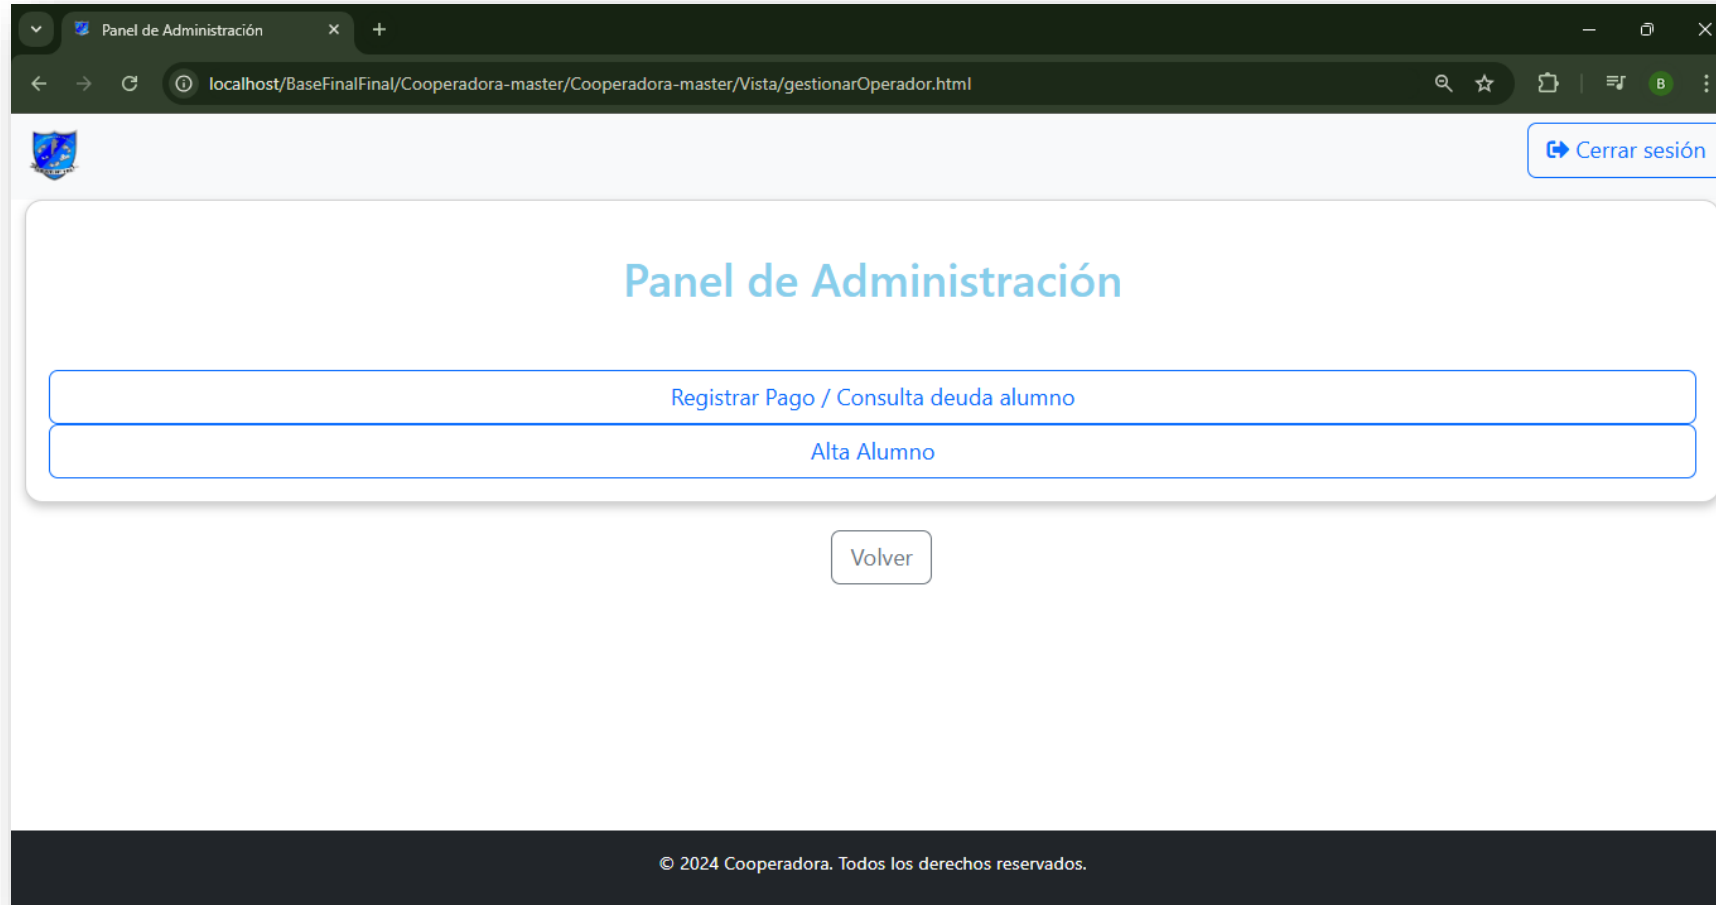 Panel de Administración
localhost/BaseFinalFinal/Cooperadora-master/Cooperadora-master/Vista/gestionarOperador.html
B
Cerrar sesión
Panel de Administración
Registrar Pago / Consulta deuda alumno
Alta Alumno
Volver
© 2024 Cooperadora. Todos los derechos reservados.